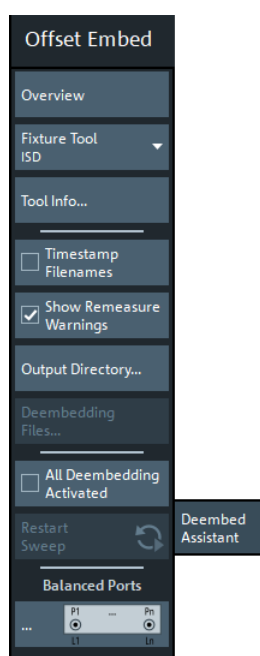 Offset Embed
Overview
Fixture Tool
ISD
Tool Info...
Timestamp
Filenames
Show Remeasure
Warnings
Output Directory...
Deembedding
Files...
All Deembedding
Activated
Restart
Sweep
Deembed
Assistant
Balanced Ports
... P1 ... Pn
L1 Ln